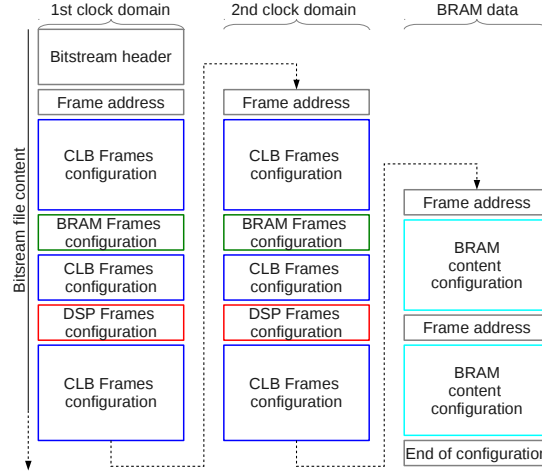 1st clock domain
2nd clock domain
BRAM data
Bitstream file content
Bitstream header
Frame address
CLB Frames
configuration
BRAM Frames
configuration
CLB Frames
configuration
DSP Frames
configuration
CLB Frames
configuration
Frame address
CLB Frames
configuration
BRAM Frames
configuration
CLB Frames
configuration
DSP Frames
configuration
CLB Frames
configuration
Frame address
BRAM
content
configuration
Frame address
BRAM
content
configuration
End of configuration